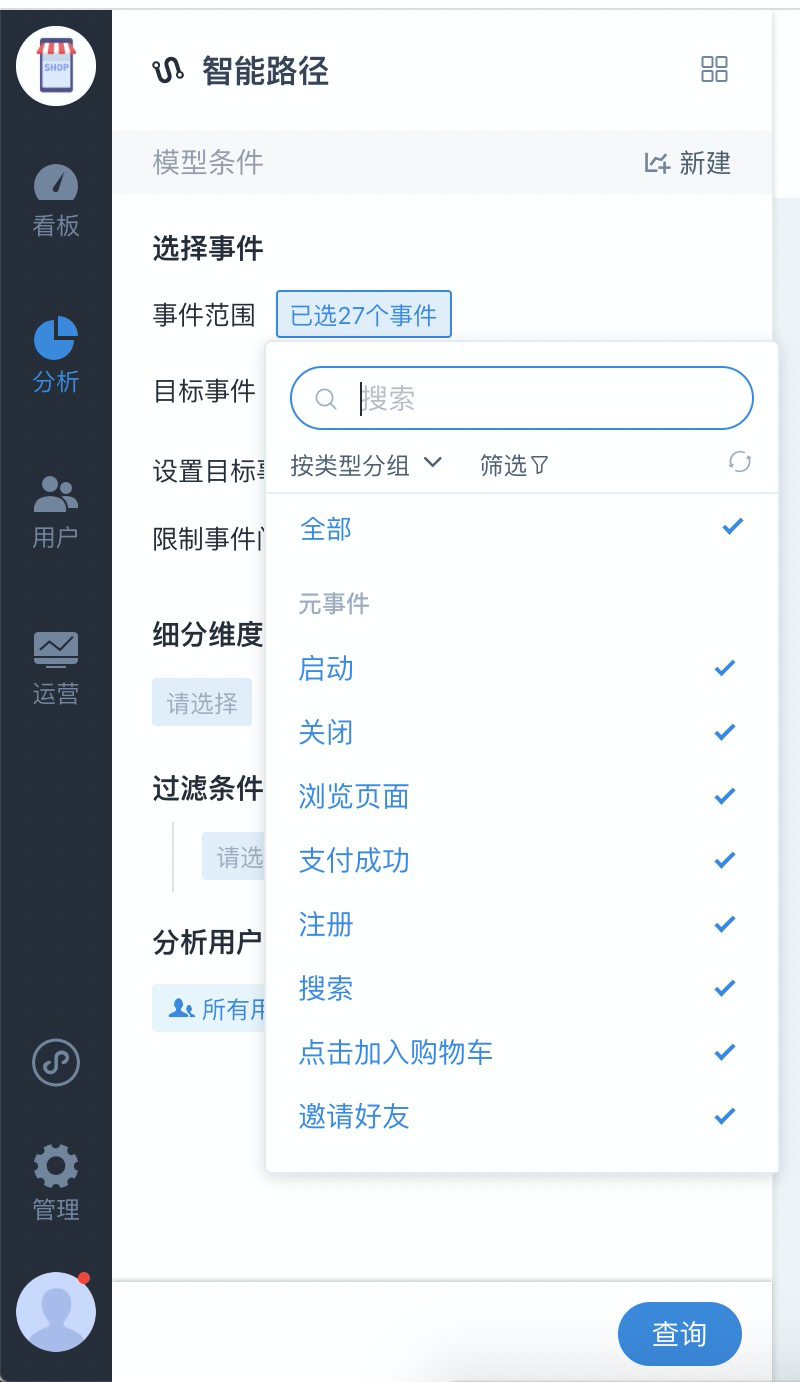 SHOP
看板
分析
用户
运营
管理
智能路径
模型条件
新建
选择事件
事件范围 已选27个事件
目标事件
设置目标
限制事件
细分维度
请选择
过滤条件
请选
分析用户
所有
搜索
按类型分组 筛选
全部
元事件
启动
关闭
浏览页面
支付成功
注册
搜索
点击加入购物车
邀请好友
查询